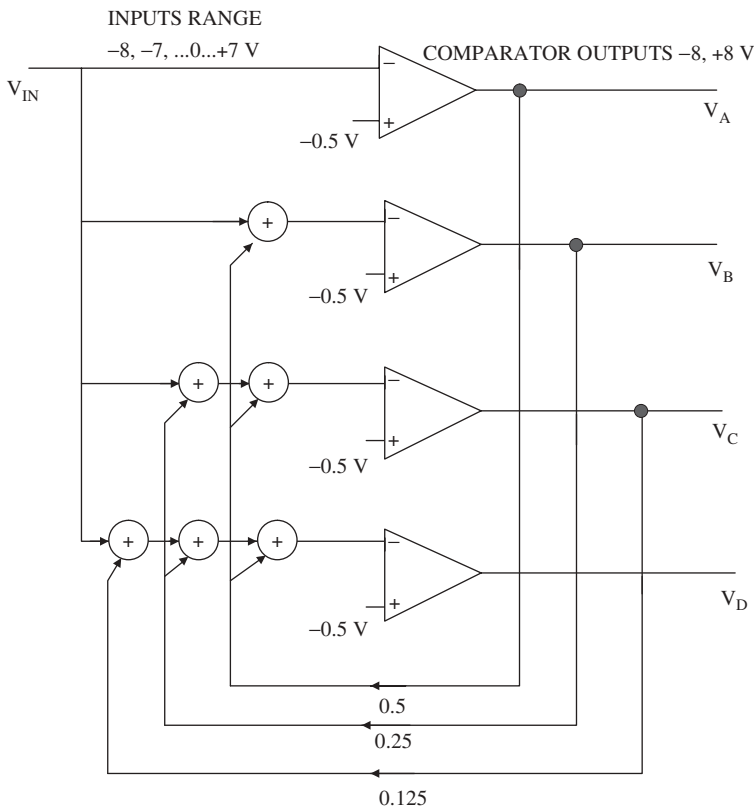 INPUTS RANGE
−8, −7, ...0...+7 V
COMPARATOR OUTPUTS −8, +8 V
V_IN
−
+
−0.5 V
V_A
+
−
+
−0.5 V
V_B
+
+
−
+
−0.5 V
V_C
+
+
+
−
+
−0.5 V
V_D
0.5
0.25
0.125